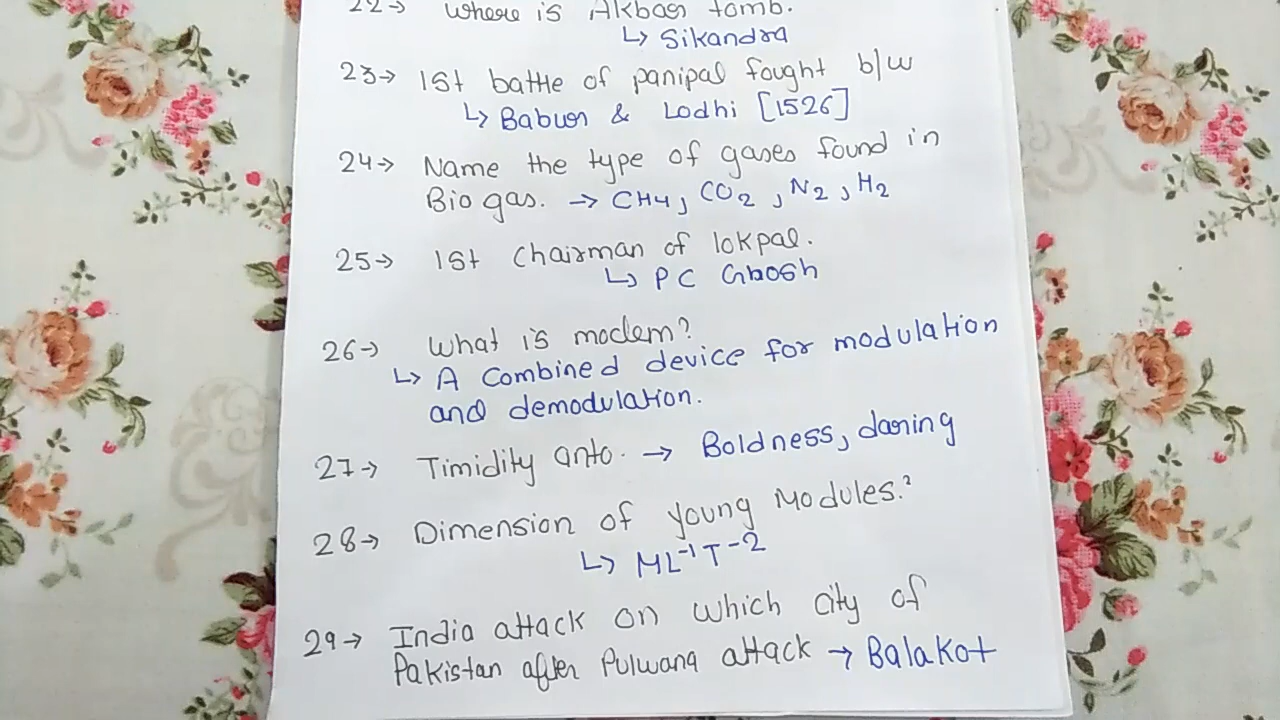 22→ Where is Akbar tomb.
↳ Sikandra
23→ 1st battle of panipal fought b/w
↳ Babur & Lodhi [1526]
24→ Name the type of gases found in
Bio gas. → CH4, CO2, N2, H2
25→ 1st Chairman of lokpal.
↳ PC Ghosh
26→ What is modem?
↳ A Combined device for modulation
and demodulation.
27→ Timidity anto. → Boldness, daring
28→ Dimension of young Modules.?
↳ ML⁻¹T⁻²
29→ India attack on which city of
Pakistan after Pulwana attack → Balakot